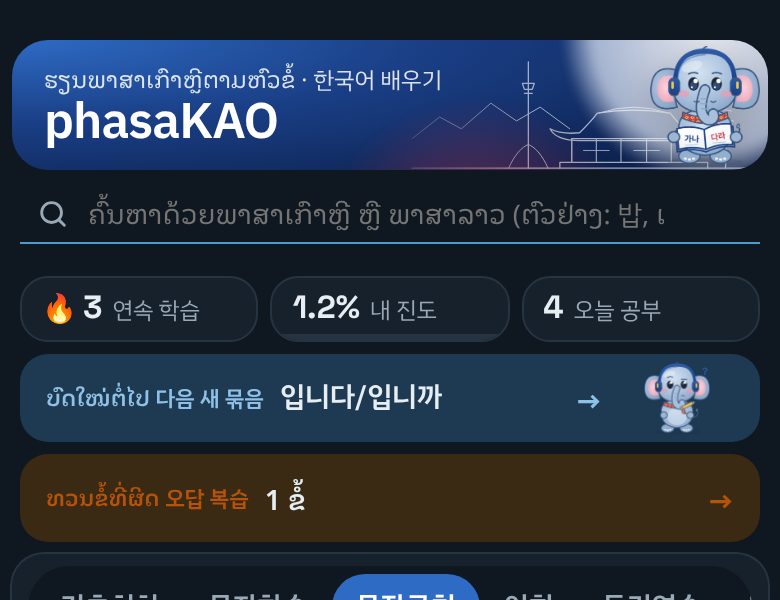 ຮຽນພາສາເກົາຫຼີຕາມຫົວຂໍ້ · 한국어 배우기
phasaKAO
가나 다라
ຄົ້ນຫາດ້ວຍພາສາເກົາຫຼີ ຫຼື ພາສາລາວ (ຕົວຢ່າງ: 밥, ເ
🔥 3 연속 학습
1.2% 내 진도
4 오늘 공부
ບົດໃໝ່ຕໍ່ໄປ 다음 새 묶음 입니다/입니까 →
ທວນຂໍ້ທີ່ຜິດ 오답 복습 1 ຂໍ້ →